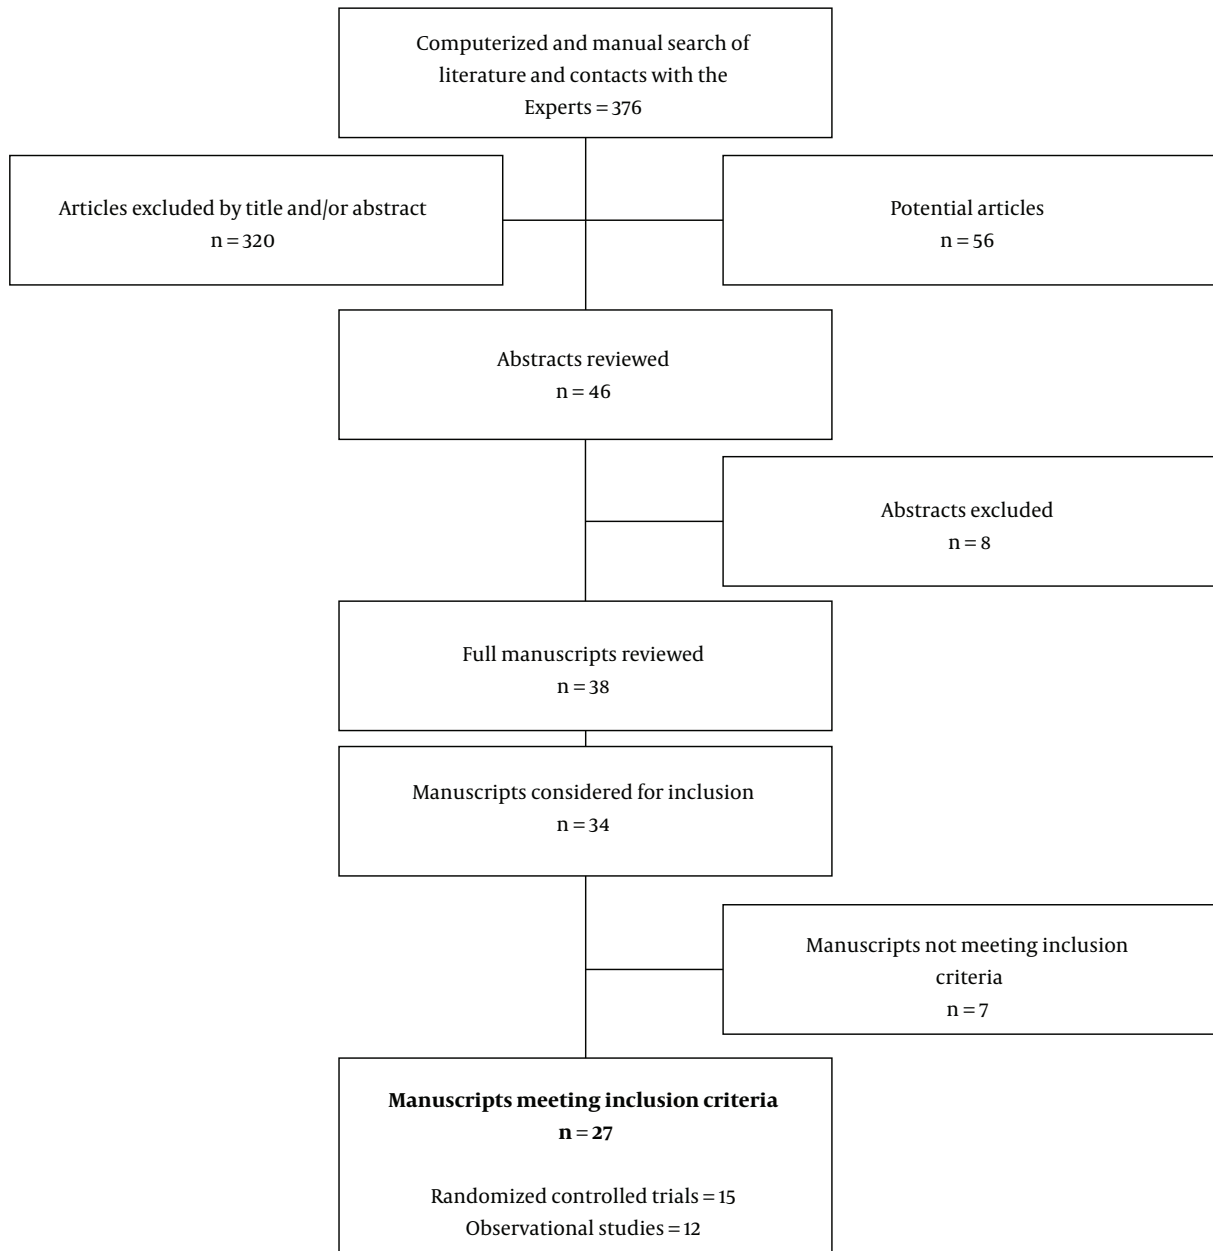 Computerized and manual search of
literature and contacts with the
Experts = 376
Articles excluded by title and/or abstract
n = 320
Potential articles
n = 56
Abstracts reviewed
n = 46
Abstracts excluded
n = 8
Full manuscripts reviewed
n = 38
Manuscripts considered for inclusion
n = 34
Manuscripts not meeting inclusion
criteria
n = 7
Manuscripts meeting inclusion criteria
n = 27
Randomized controlled trials = 15
Observational studies = 12